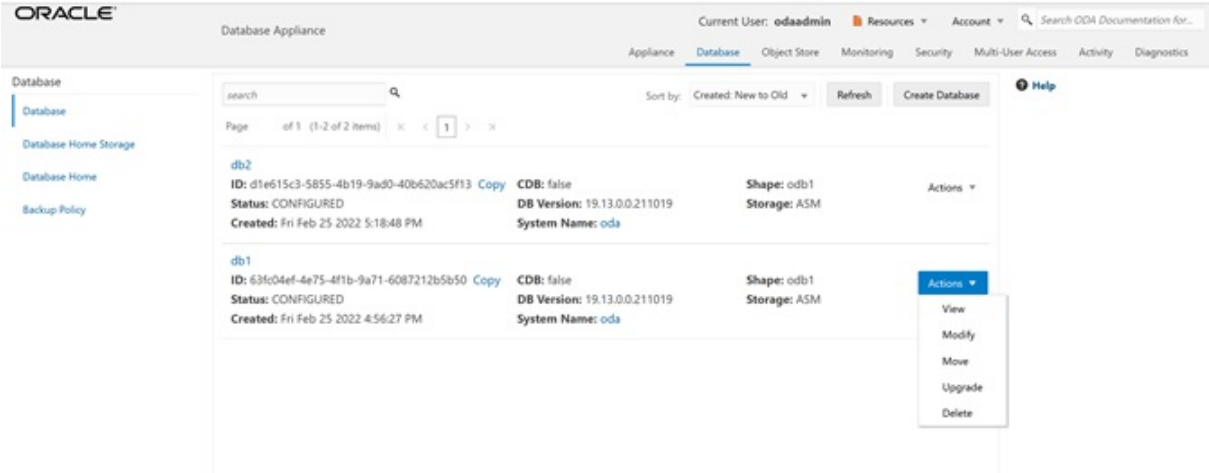 ORACLE
Database Appliance
Current User: odaadmin Resources Account Search ODA Documentation for...
Appliance Database Object Store Monitoring Security Multi-User Access Activity Diagnostics
Database
Database
Database Home Storage
Database Home
Backup Policy
search
Sort by: Created: New to Old Refresh Create Database
Page of 1 (1-2 of 2 items) 1
db2
ID: d1e615c3-5855-4b19-9ad0-40b620ac5f13 Copy CDB: false Shape: odb1 Actions
Status: CONFIGURED DB Version: 19.13.0.0.211019 Storage: ASM
Created: Fri Feb 25 2022 5:18:48 PM System Name: oda
db1
ID: 63fc04ef-4e75-4f1b-9a71-6087212b5b50 Copy CDB: false Shape: odb1 Actions
Status: CONFIGURED DB Version: 19.13.0.0.211019 Storage: ASM
Created: Fri Feb 25 2022 4:56:27 PM System Name: oda
View
Modify
Move
Upgrade
Delete
Help